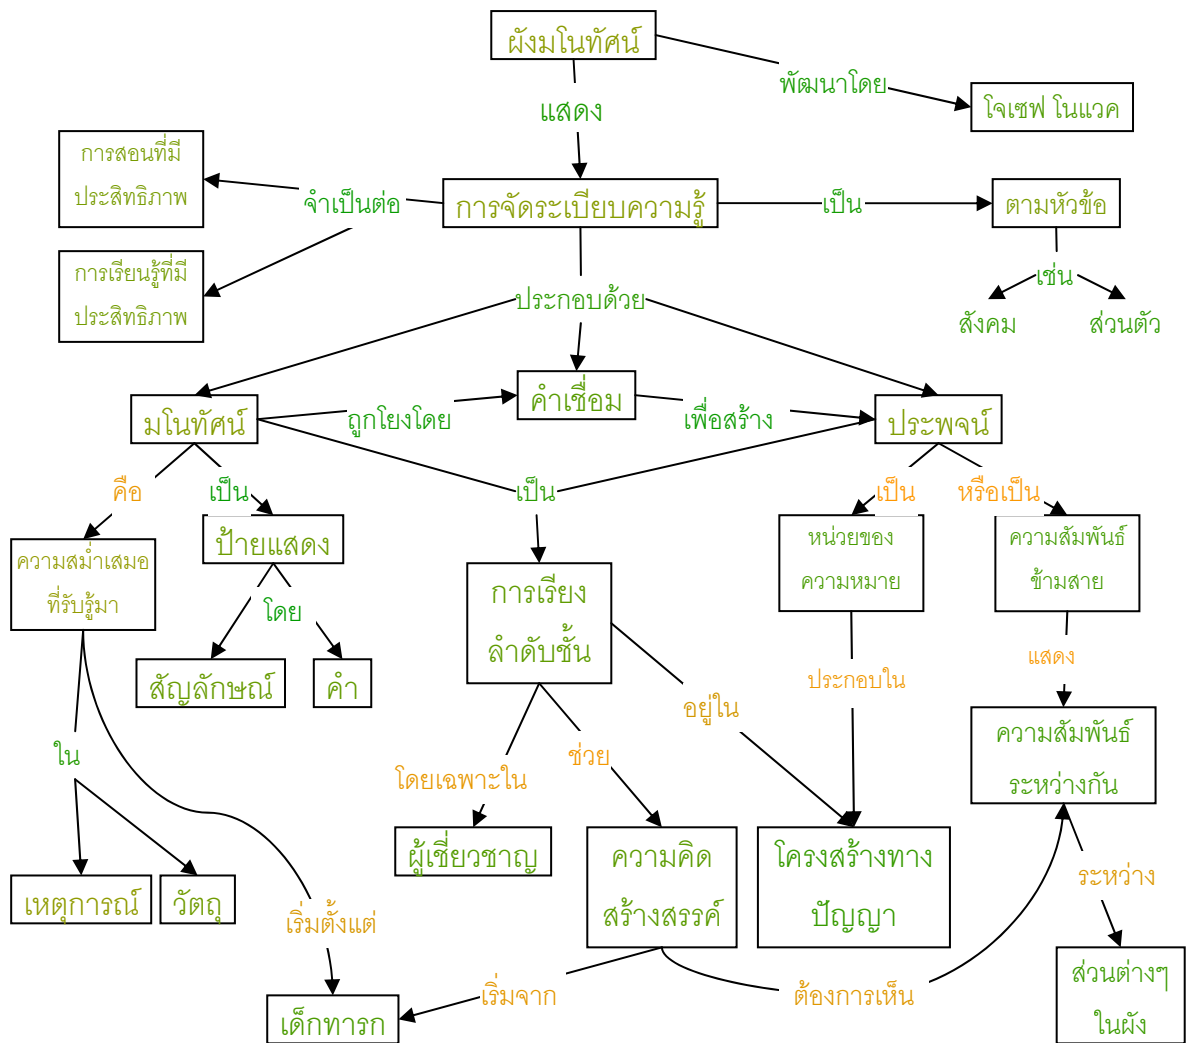 ผังมโนทัศน์
พัฒนาโดย
แสดง
โจเซฟ โนแวค
การสอนที่มี
ประสิทธิภาพ
จำเป็นต่อ
การจัดระเบียบความรู้
เป็น
ตามหัวข้อ
การเรียนรู้ที่มี
ประสิทธิภาพ
เช่น
ประกอบด้วย
สังคม
ส่วนตัว
มโนทัศน์
ถูกโยงโดย
คำเชื่อม
เพื่อสร้าง
ประพจน์
คือ
เป็น
เป็น
เป็น
หรือเป็น
ความสม่ำเสมอ
ที่รับรู้มา
ป้ายแสดง
การเรียง
ลำดับชั้น
หน่วยของ
ความหมาย
ความสัมพันธ์
ข้ามสาย
โดย
แสดง
สัญลักษณ์
คำ
ประกอบใน
อยู่ใน
ความสัมพันธ์
ระหว่างกัน
ใน
ช่วย
โดยเฉพาะใน
ผู้เชี่ยวชาญ
ความคิด
สร้างสรรค์
โครงสร้างทาง
ปัญญา
ระหว่าง
เหตุการณ์
วัตถุ
เริ่มตั้งแต่
ส่วนต่างๆ
ในผัง
เริ่มจาก
ต้องการเห็น
เด็กทารก